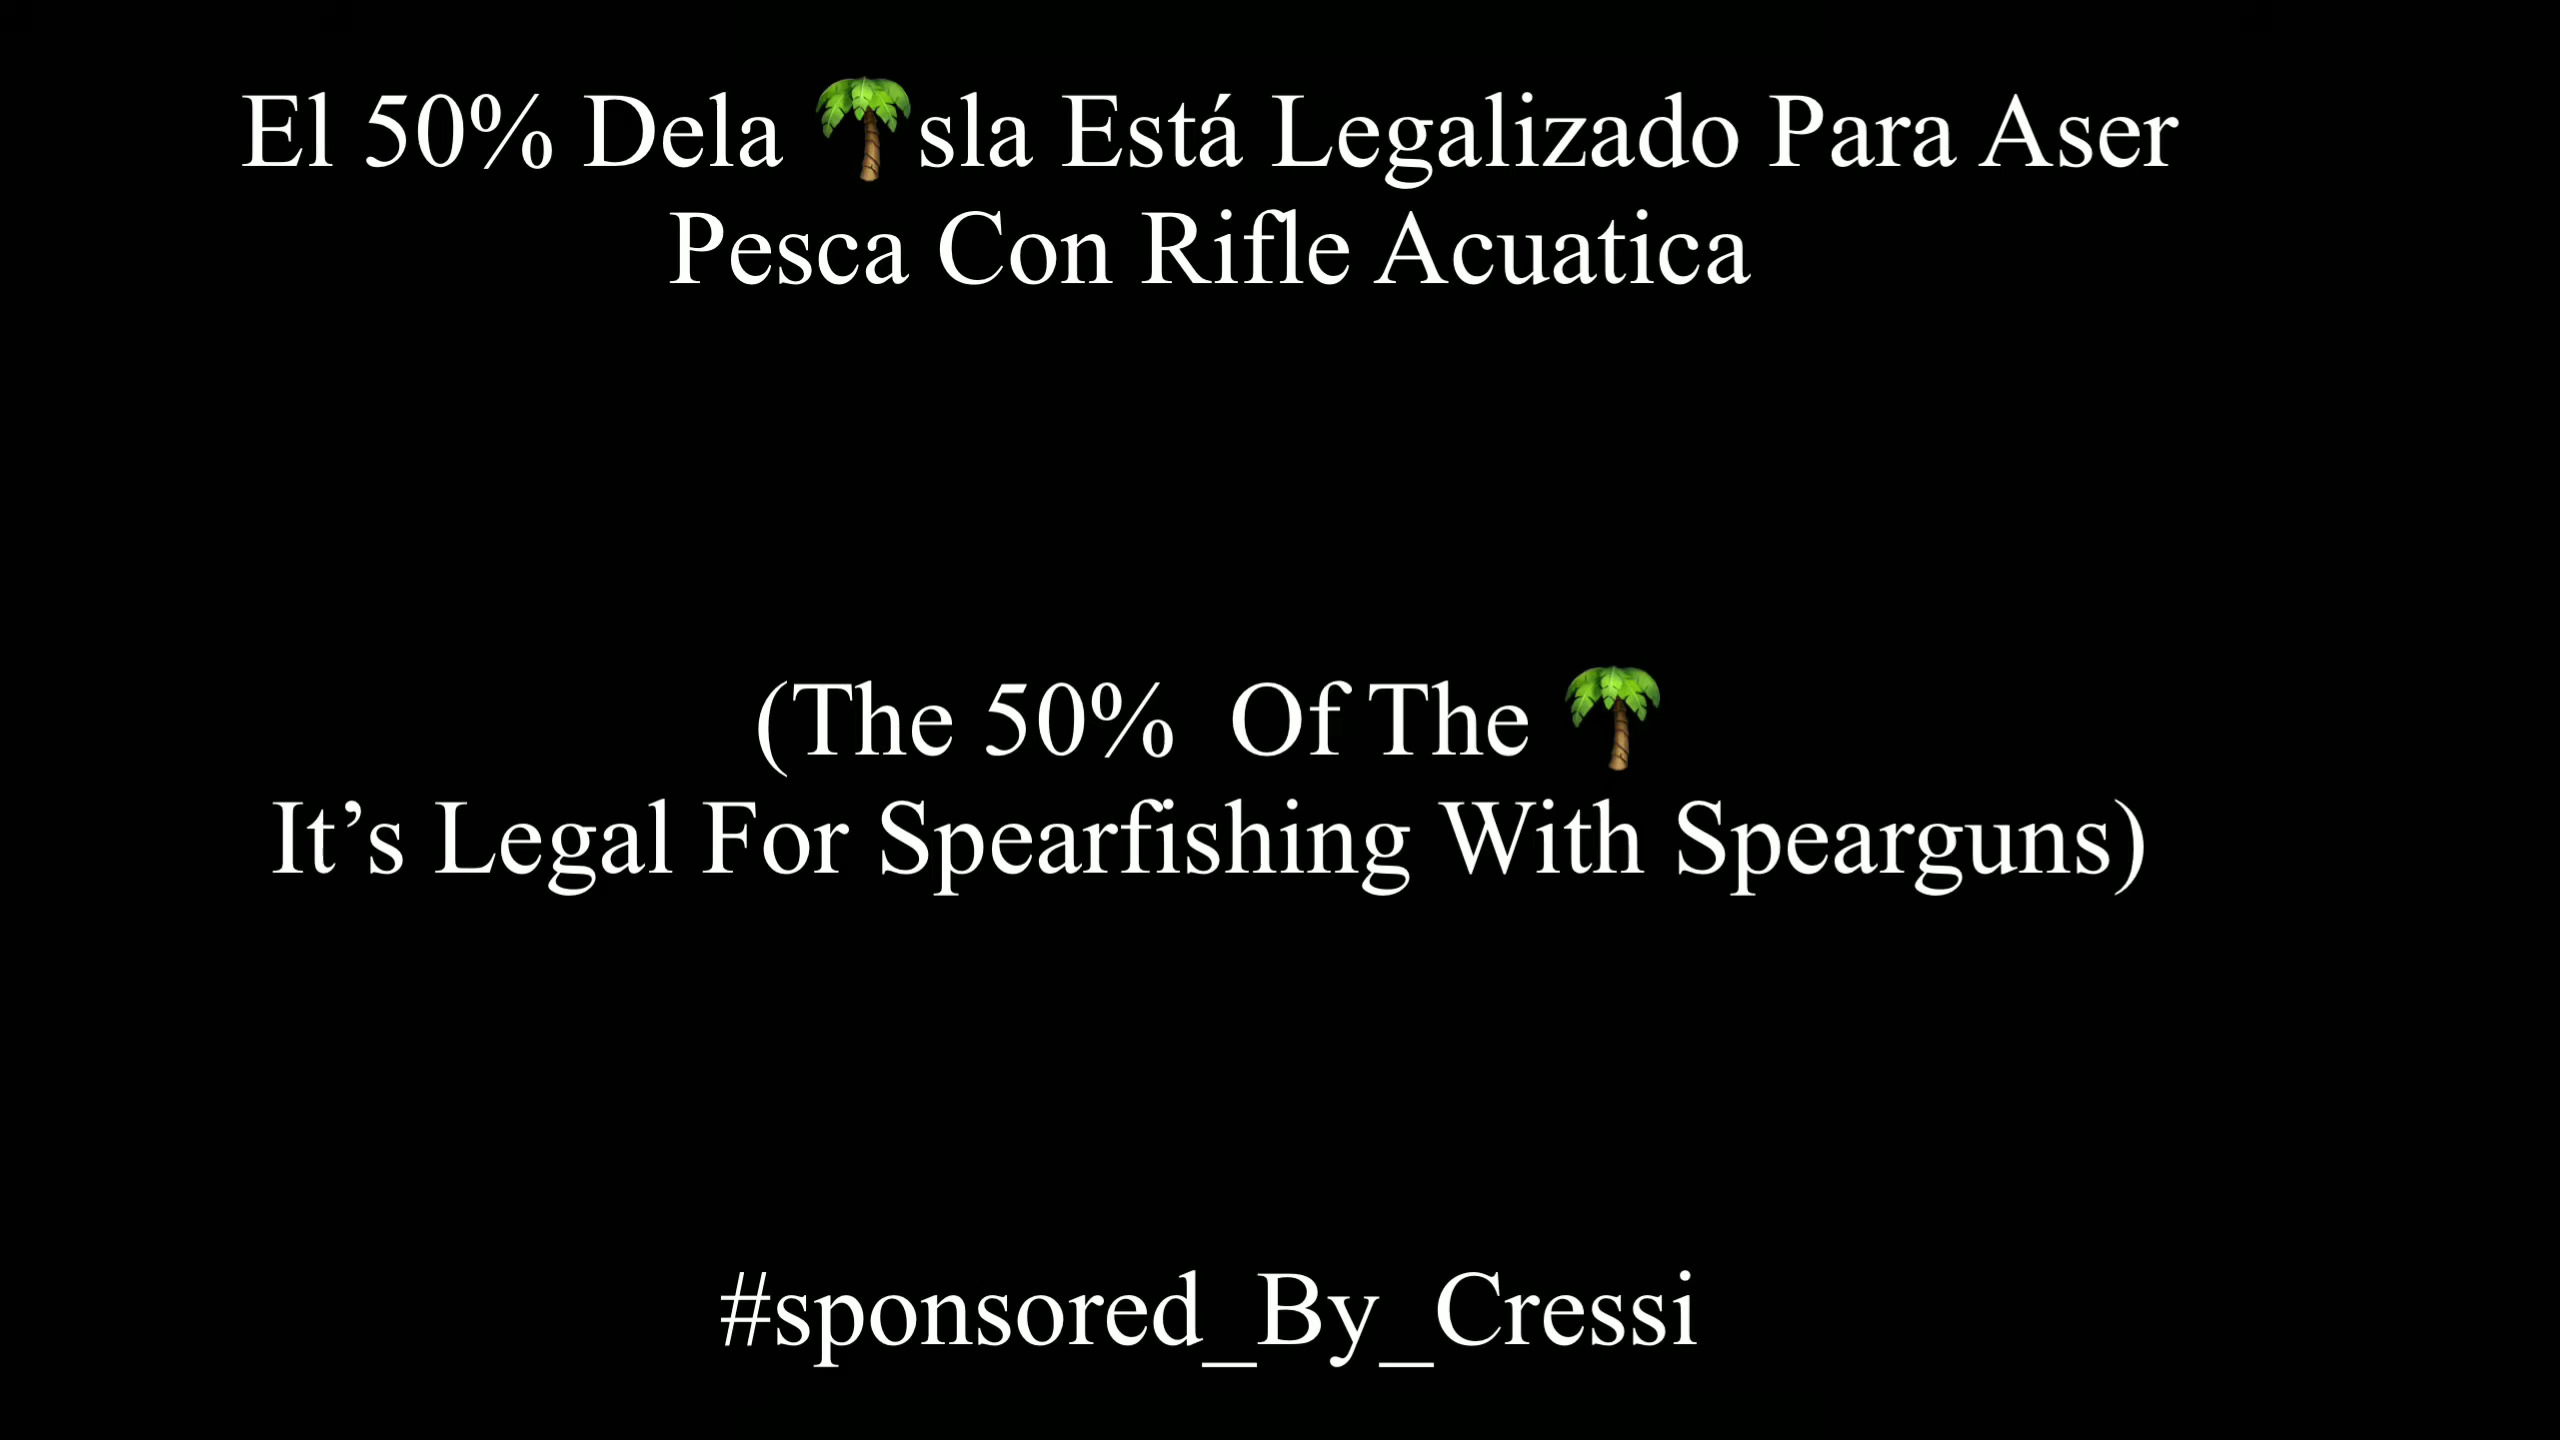 El 50% Dela 🌴sla Está Legalizado Para Aser
Pesca Con Rifle Acuatica
(The 50%  Of The 🌴
It’s Legal For Spearfishing With Spearguns)
#sponsored_By_Cressi